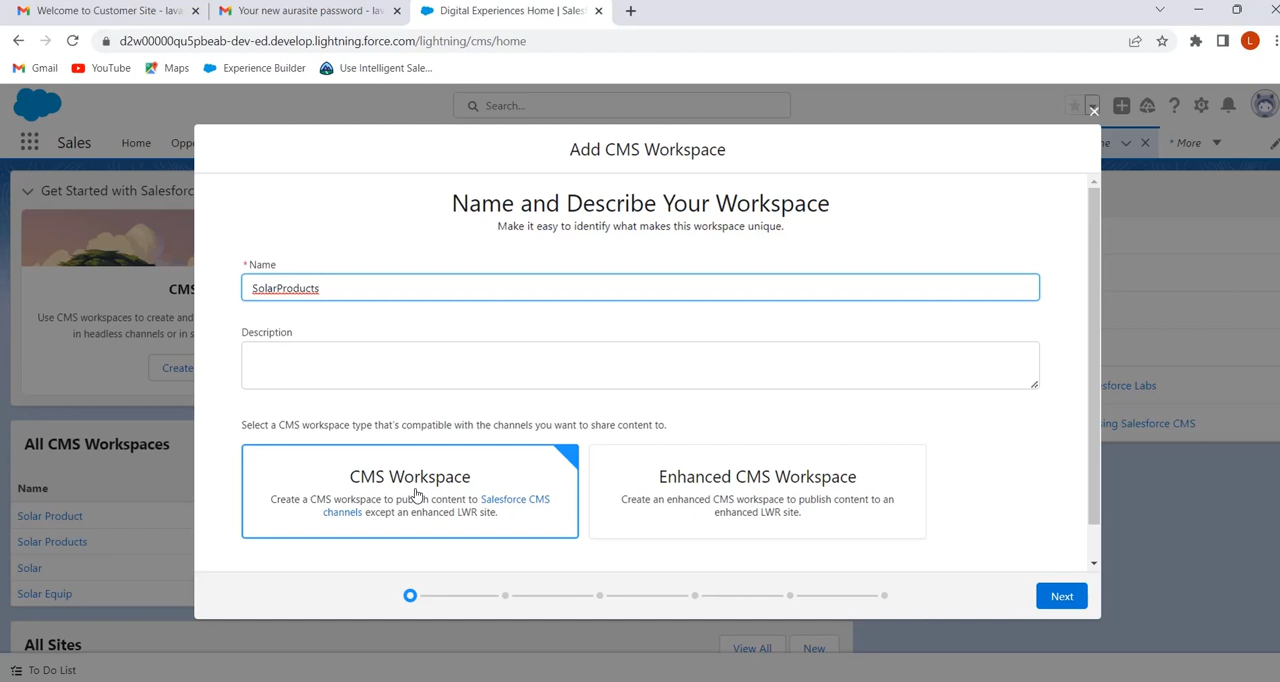 Welcome to Customer Site - lava
Your new aurasite password - lav
Digital Experiences Home | Sales
d2w00000qu5pbeab-dev-ed.develop.lightning.force.com/lightning/cms/home
L
Gmail YouTube Maps Experience Builder Use Intelligent Sale...
Search...
Sales Home Oppo
ne * More
Get Started with Salesforc
Add CMS Workspace
Name and Describe Your Workspace
Make it easy to identify what makes this workspace unique.
* Name
SolarProducts
CMS
Use CMS workspaces to create and
in headless channels or in s
Description
Create
sforce Labs
ing Salesforce CMS
Select a CMS workspace type that's compatible with the channels you want to share content to.
All CMS Workspaces
CMS Workspace
Create a CMS workspace to publish content to Salesforce CMS
channels except an enhanced LWR site.
Enhanced CMS Workspace
Create an enhanced CMS workspace to publish content to an
enhanced LWR site.
Name
Solar Product
Solar Products
Solar
Solar Equip
Next
All Sites
View All New
To Do List